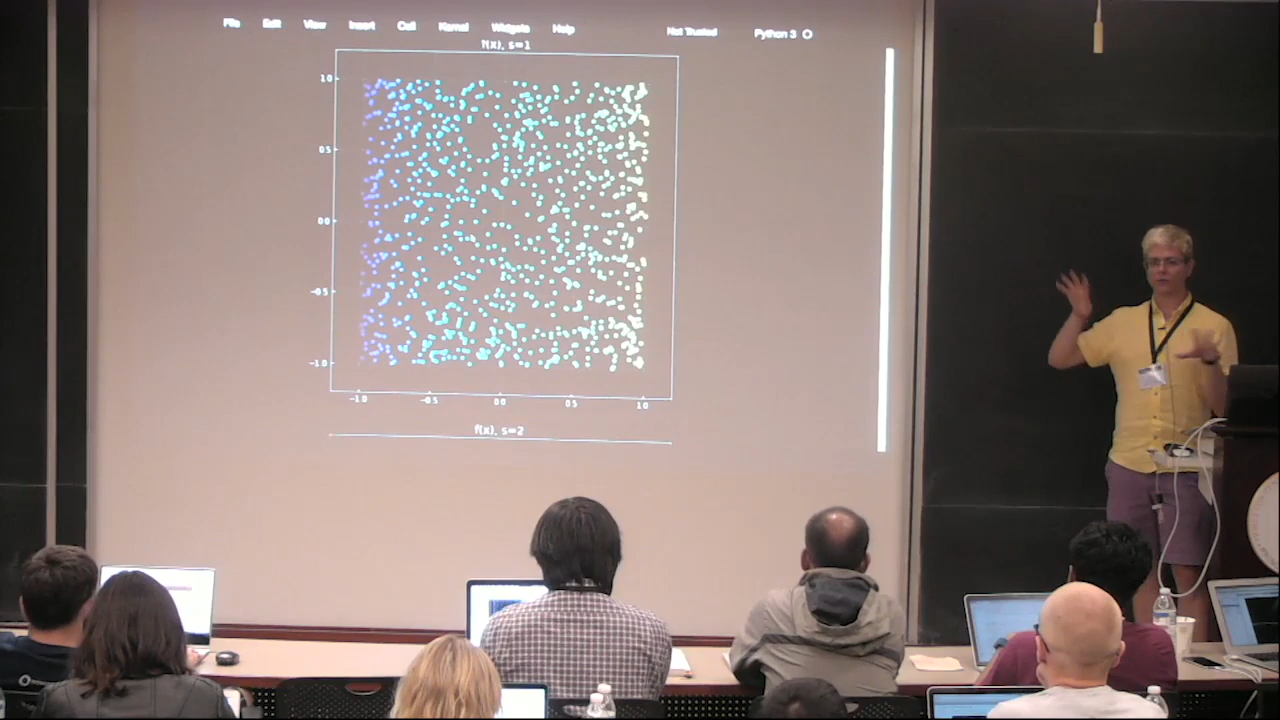 File Edit View Insert Cell Kernel Widgets Help Not Trusted Python 3
f(x), s=1
1.0
0.5
0.0
-0.5
-1.0
-1.0 -0.5 0.0 0.5 1.0
f(x), s=2